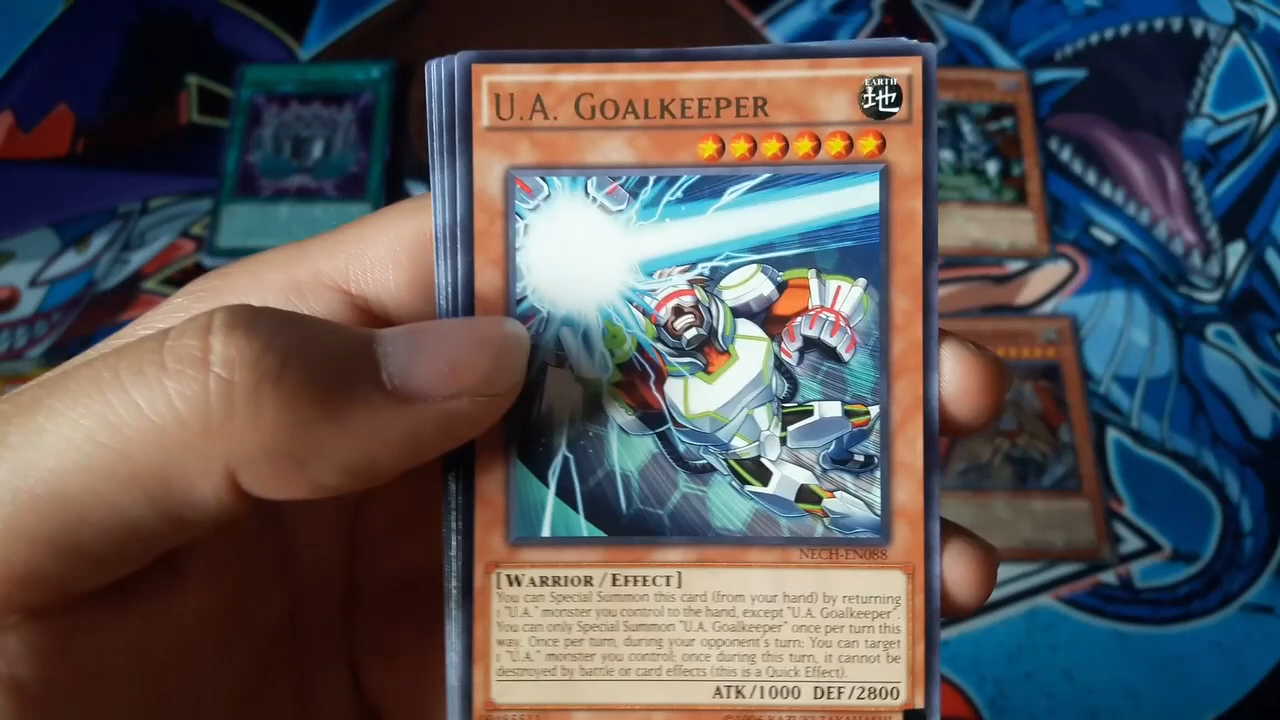 U.A. GOALKEEPER
EARTH
地
NECH-EN088
[WARRIOR/EFFECT]
You can Special Summon this card (from your hand) by returning
1 "U.A." monster you control to the hand, except "U.A. Goalkeeper".
You can only Special Summon "U.A. Goalkeeper" once per turn this
way. Once per turn, during your opponent's turn: You can target
1 "U.A." monster you control; once during this turn, it cannot be
destroyed by battle or card effects (this is a Quick Effect).
ATK/1000 DEF/2800
©1996 KAZUKI TAKAHASHI